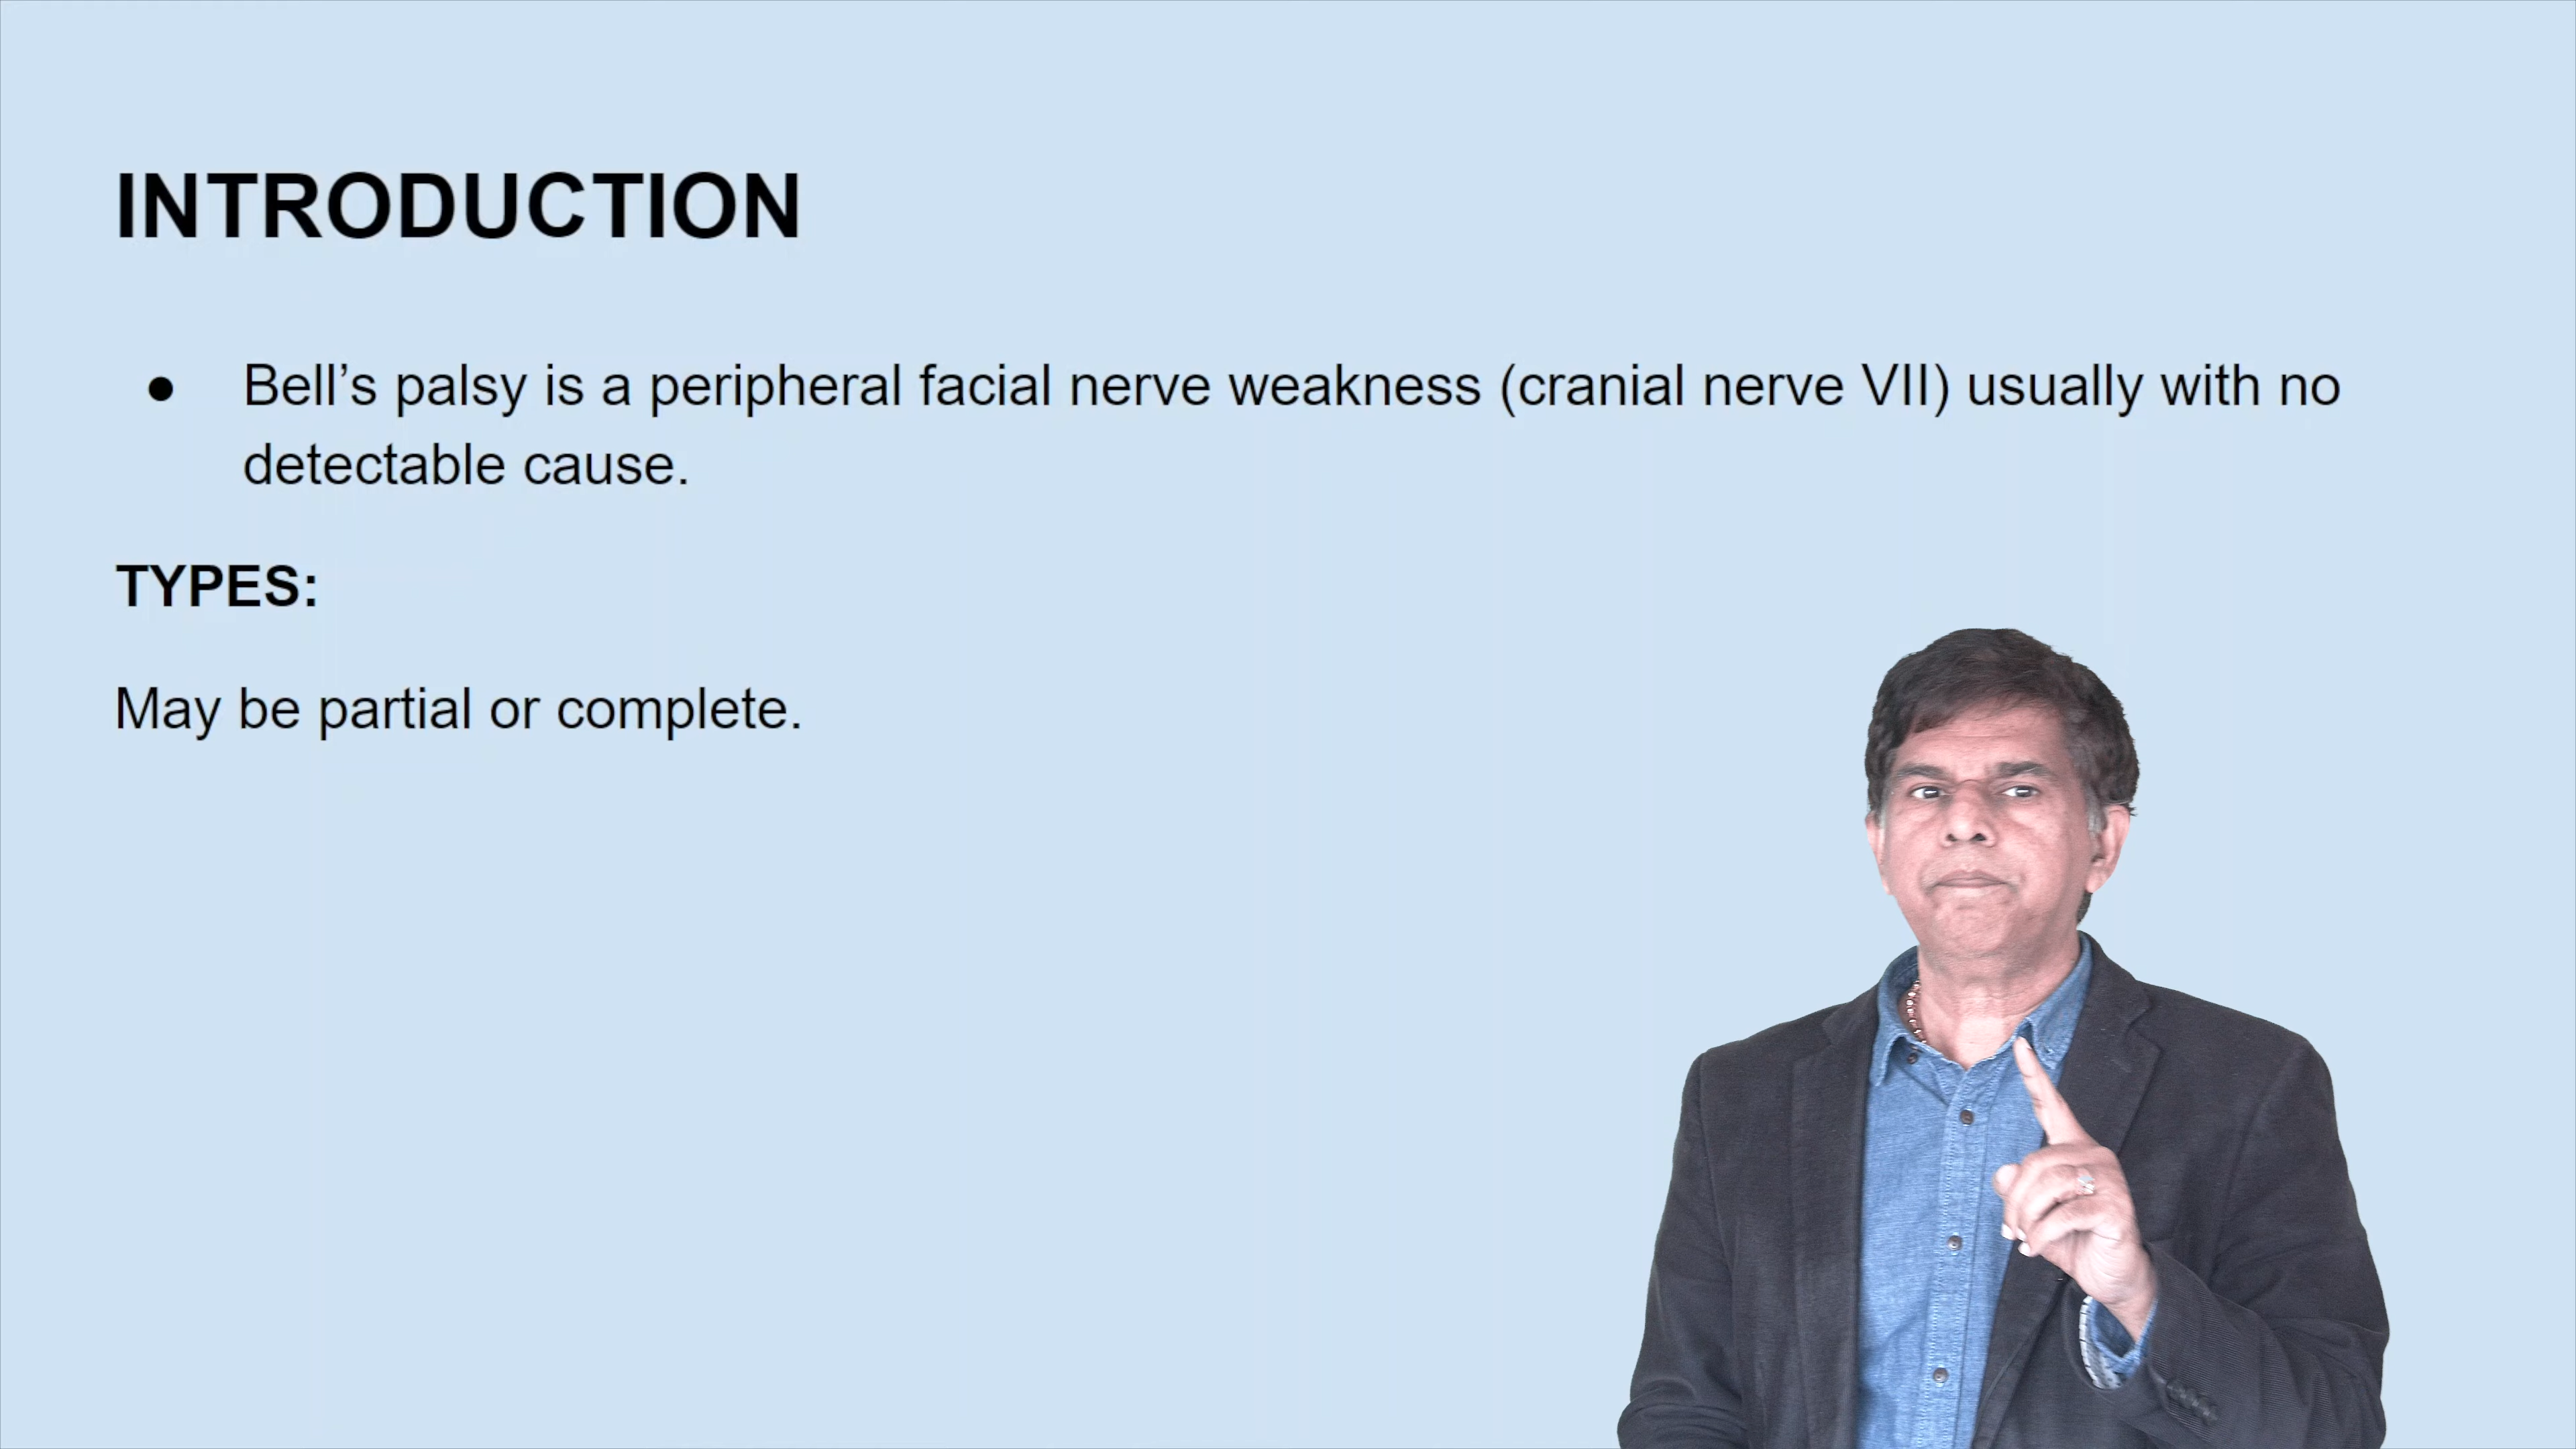 INTRODUCTION
● Bell’s palsy is a peripheral facial nerve weakness (cranial nerve VII) usually with no
detectable cause.
TYPES:
May be partial or complete.